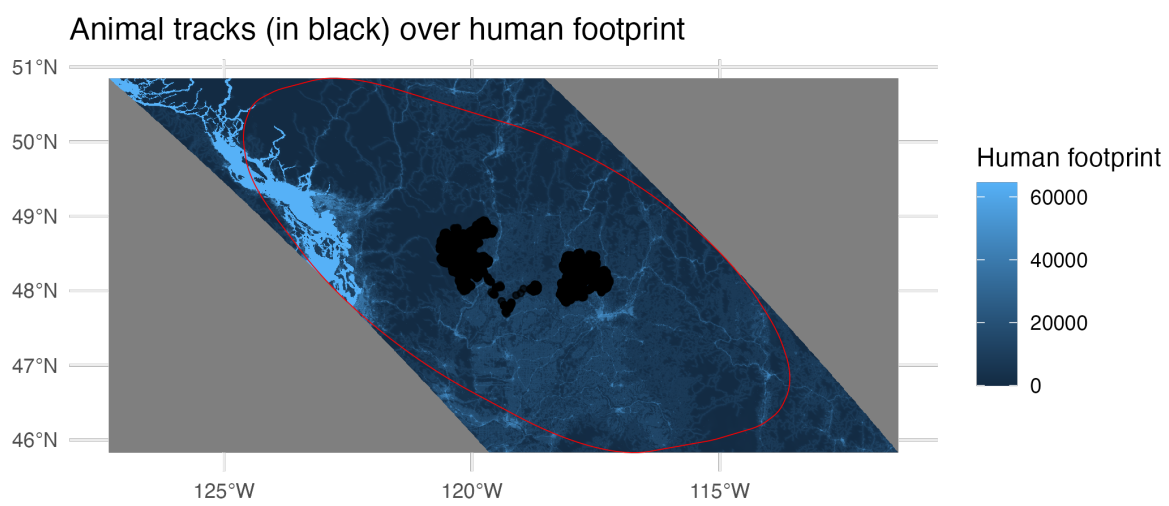 Animal tracks (in black) over human footprint
51°N
50°N
49°N
48°N
47°N
46°N
125°W 120°W 115°W
Human footprint
60000
40000
20000
0